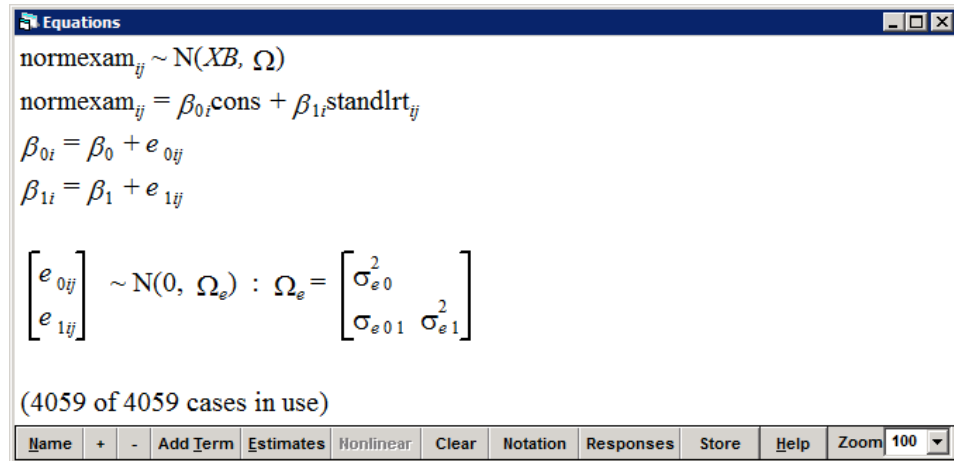 Equations
normexam_ij ~ N(XB, Ω)
normexam_ij = β_0i cons + β_1i standlrt_ij
β_0i = β_0 + e_0ij
β_1i = β_1 + e_1ij
[e_0ij] ~ N(0, Ω_e) : Ω_e = [σ²_e0]
[e_1ij] [σ_e01 σ²_e1]
(4059 of 4059 cases in use)
Name + - Add Term Estimates Nonlinear Clear Notation Responses Store Help Zoom 100